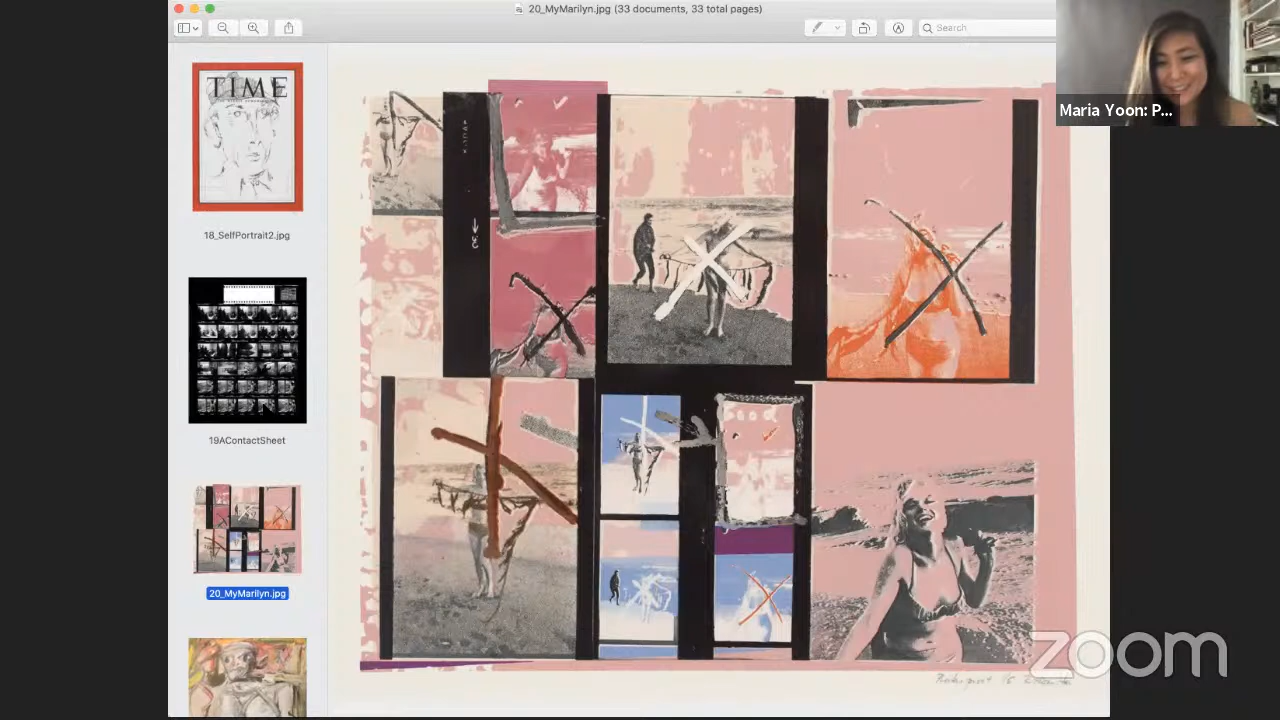 20_MyMarilyn.jpg (33 documents, 33 total pages)
Search
Maria Yoon: P...
TIME
18_SelfPortrait2.jpg
19AContactSheet
20_MyMarilyn.jpg
zoom